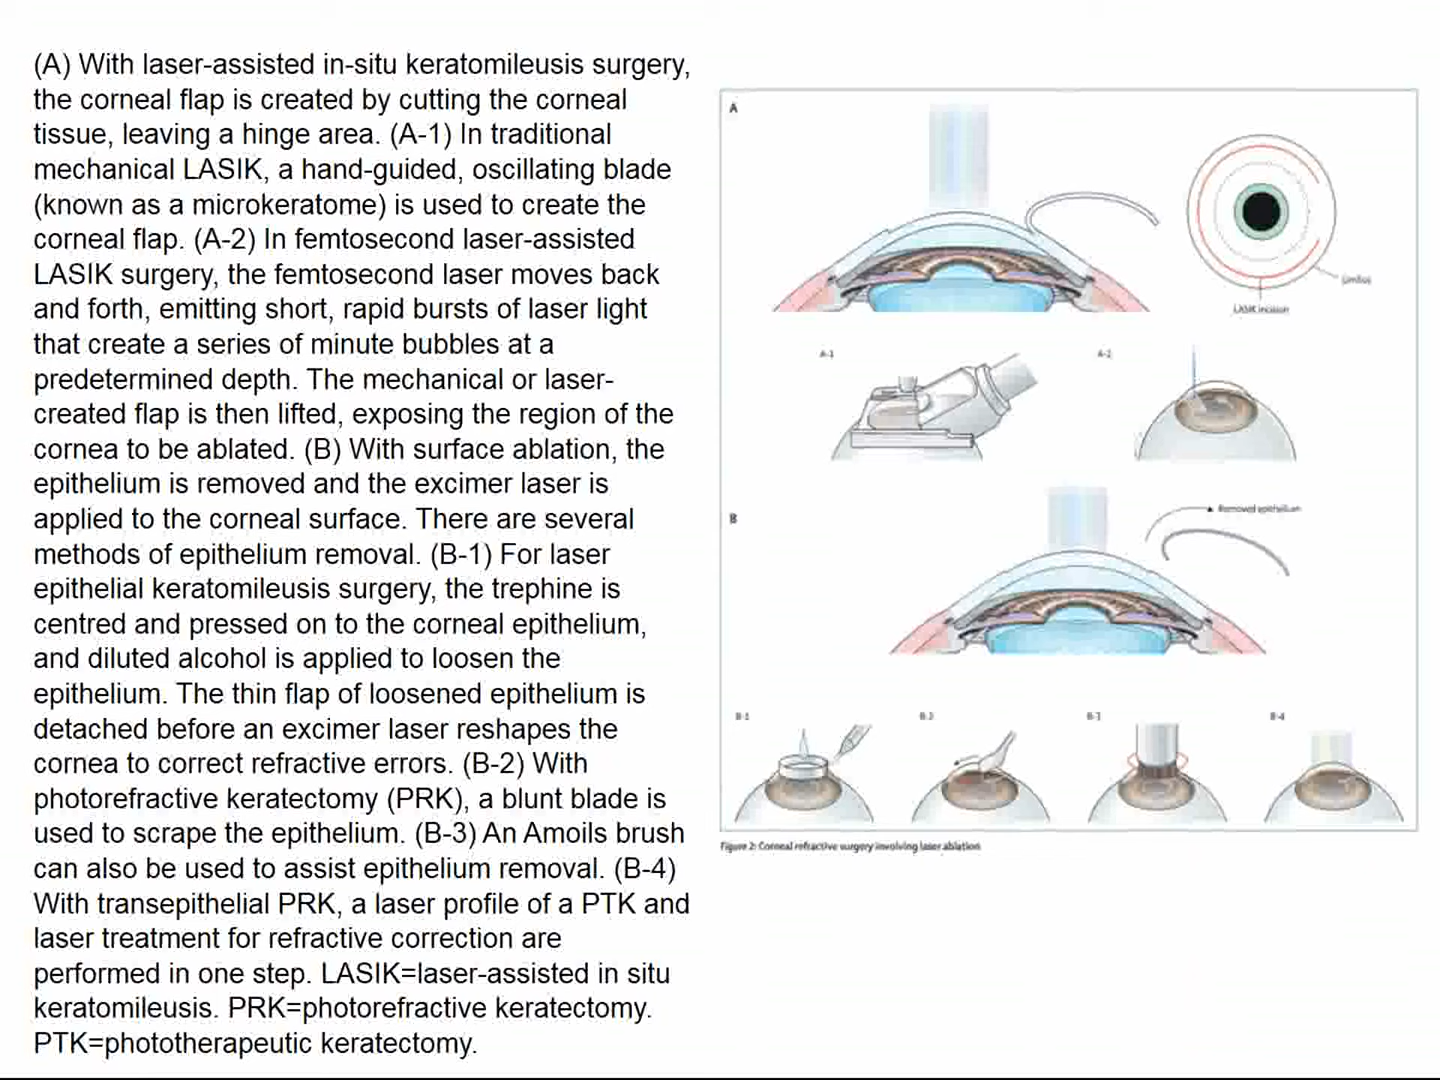 (A) With laser-assisted in-situ keratomileusis surgery,
the corneal flap is created by cutting the corneal
tissue, leaving a hinge area. (A-1) In traditional
mechanical LASIK, a hand-guided, oscillating blade
(known as a microkeratome) is used to create the
corneal flap. (A-2) In femtosecond laser-assisted
LASIK surgery, the femtosecond laser moves back
and forth, emitting short, rapid bursts of laser light
that create a series of minute bubbles at a
predetermined depth. The mechanical or laser-
created flap is then lifted, exposing the region of the
cornea to be ablated. (B) With surface ablation, the
epithelium is removed and the excimer laser is
applied to the corneal surface. There are several
methods of epithelium removal. (B-1) For laser
epithelial keratomileusis surgery, the trephine is
centred and pressed on to the corneal epithelium,
and diluted alcohol is applied to loosen the
epithelium. The thin flap of loosened epithelium is
detached before an excimer laser reshapes the
cornea to correct refractive errors. (B-2) With
photorefractive keratectomy (PRK), a blunt blade is
used to scrape the epithelium. (B-3) An Amoils brush
can also be used to assist epithelium removal. (B-4)
With transepithelial PRK, a laser profile of a PTK and
laser treatment for refractive correction are
performed in one step. LASIK=laser-assisted in situ
keratomileusis. PRK=photorefractive keratectomy.
PTK=phototherapeutic keratectomy.
A
Limbus
LASIK incision
A-1
A-2
B
Removed epithelium
B-1
B-2
B-3
B-4
Figure 2: Corneal refractive surgery involving laser ablation